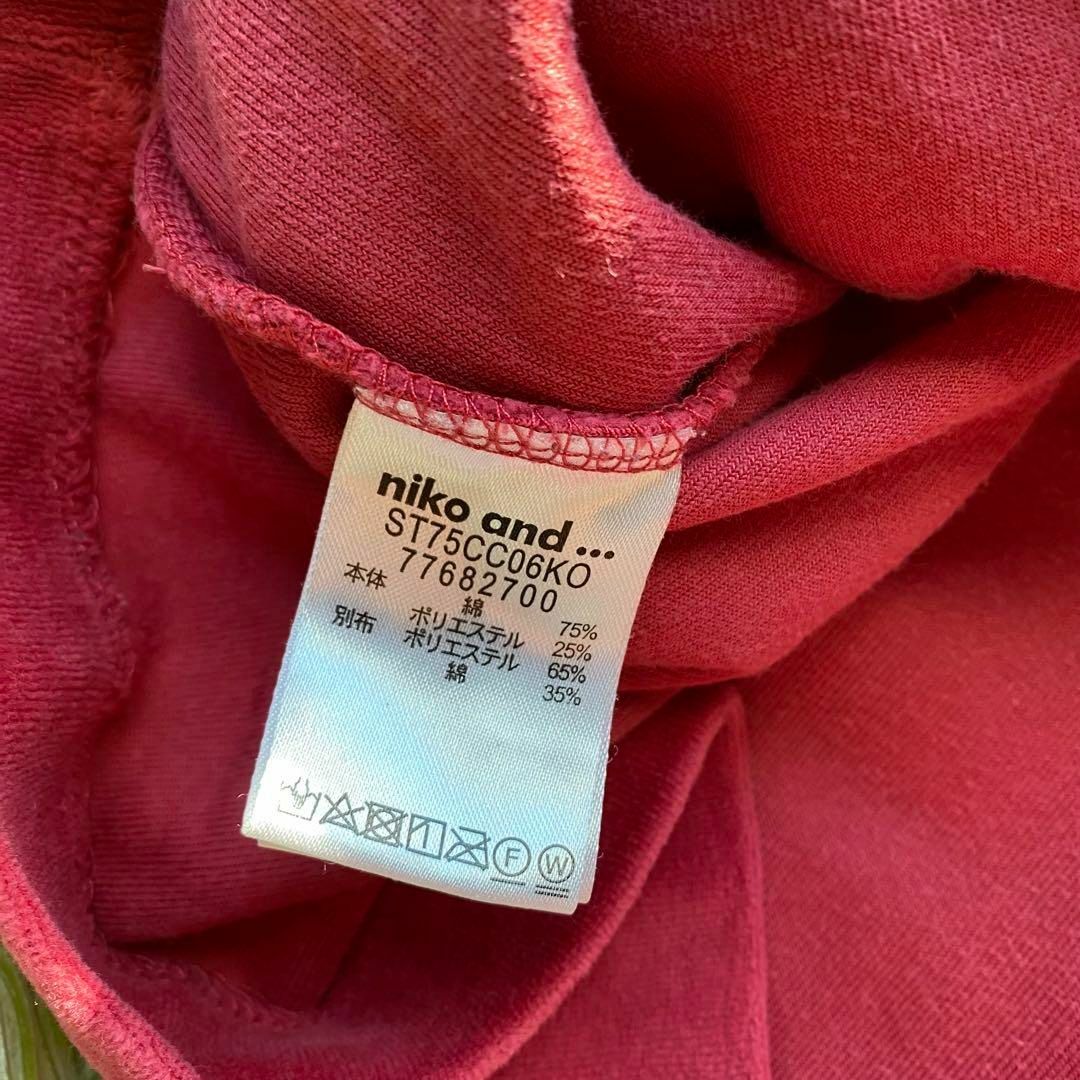 niko and ...
ST75CC06KO
77682700
本体 綿 75%
ポリエステル 25%
別布 ポリエステル 65%
綿 35%
F W